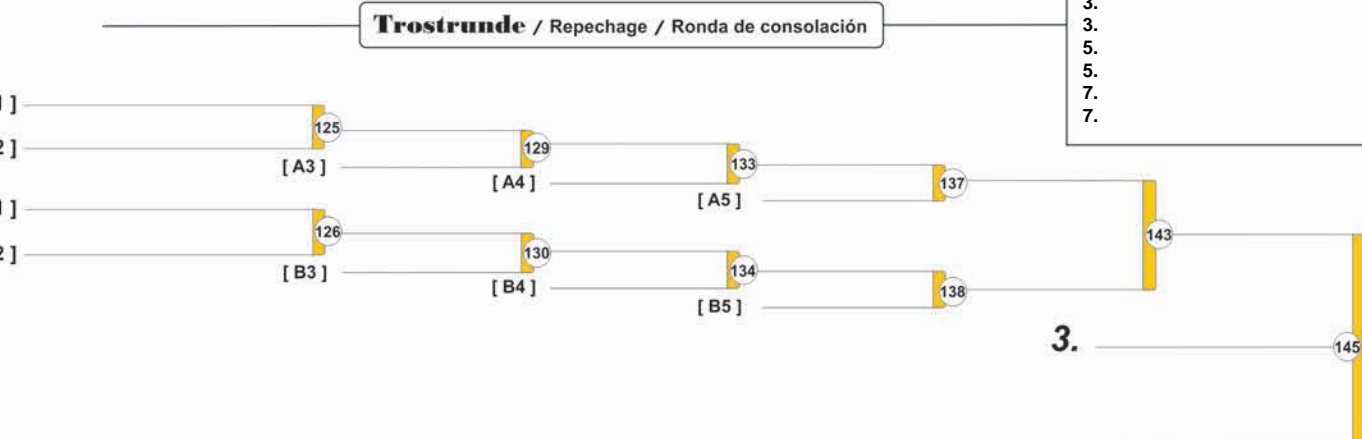 Trostrunde / Repechage / Ronda de consolación
3.
3.
5.
5.
7.
7.
125
129
[ A3 ]
133
[ A4 ]
137
[ A5 ]
126
143
130
[ B3 ]
134
[ B4 ]
138
[ B5 ]
3.
145